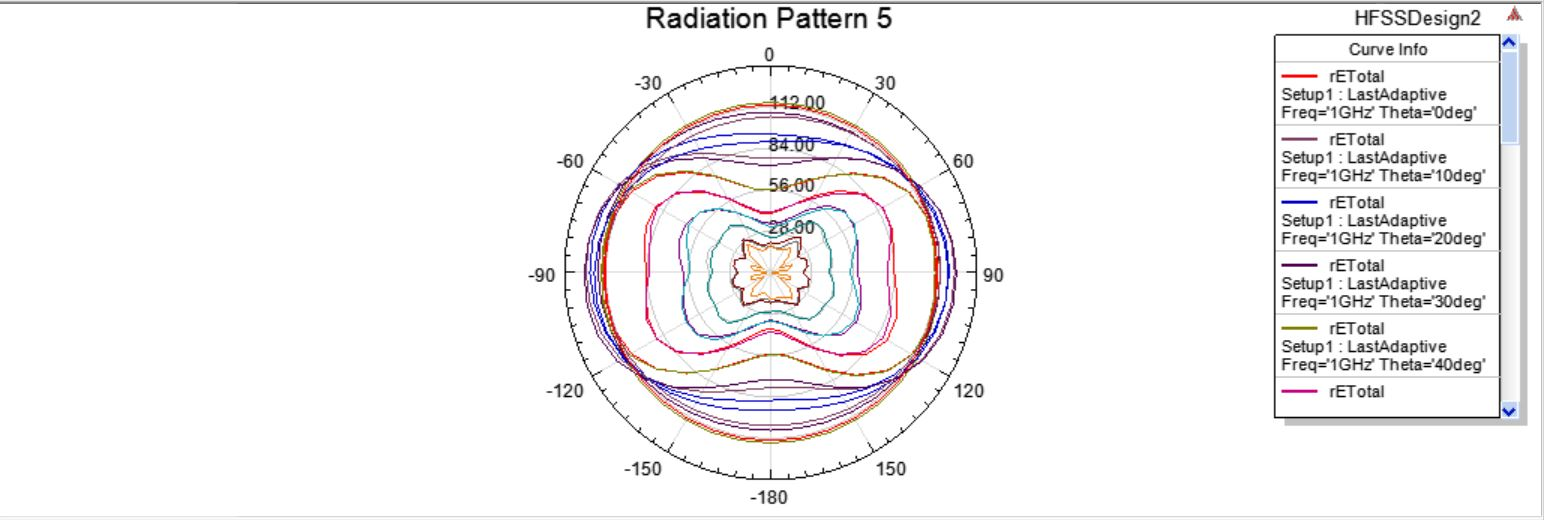 Radiation Pattern 5
HFSSDesign2
0
-30
30
-60
60
-90
90
-120
120
-150
150
-180
112.00
84.00
56.00
28.00
Curve Info
rETotal
Setup1 : LastAdaptive
Freq='1GHz' Theta='0deg'
rETotal
Setup1 : LastAdaptive
Freq='1GHz' Theta='10deg'
rETotal
Setup1 : LastAdaptive
Freq='1GHz' Theta='20deg'
rETotal
Setup1 : LastAdaptive
Freq='1GHz' Theta='30deg'
rETotal
Setup1 : LastAdaptive
Freq='1GHz' Theta='40deg'
rETotal